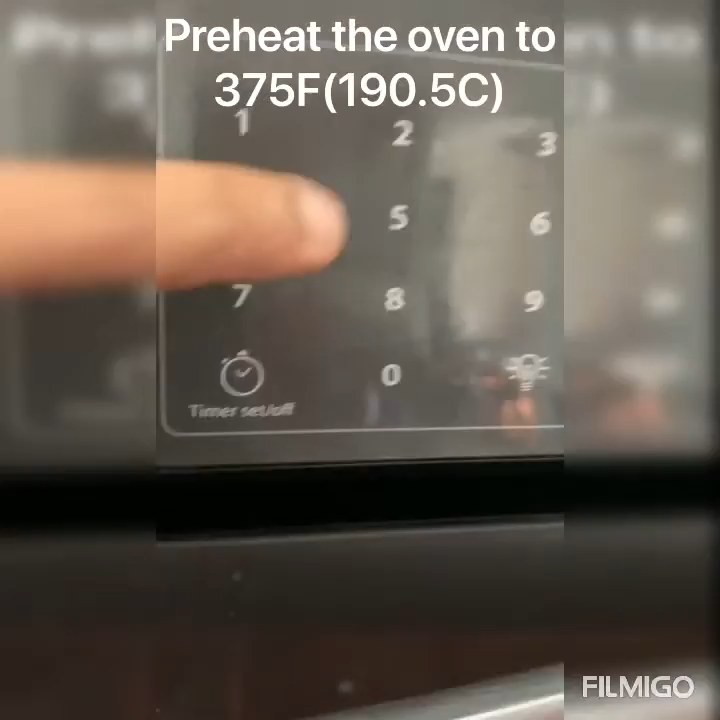 Preheat the oven to
375F(190.5C)
1 2 3
5 6
7 8 9
0
Timer set/off
FILMIGO